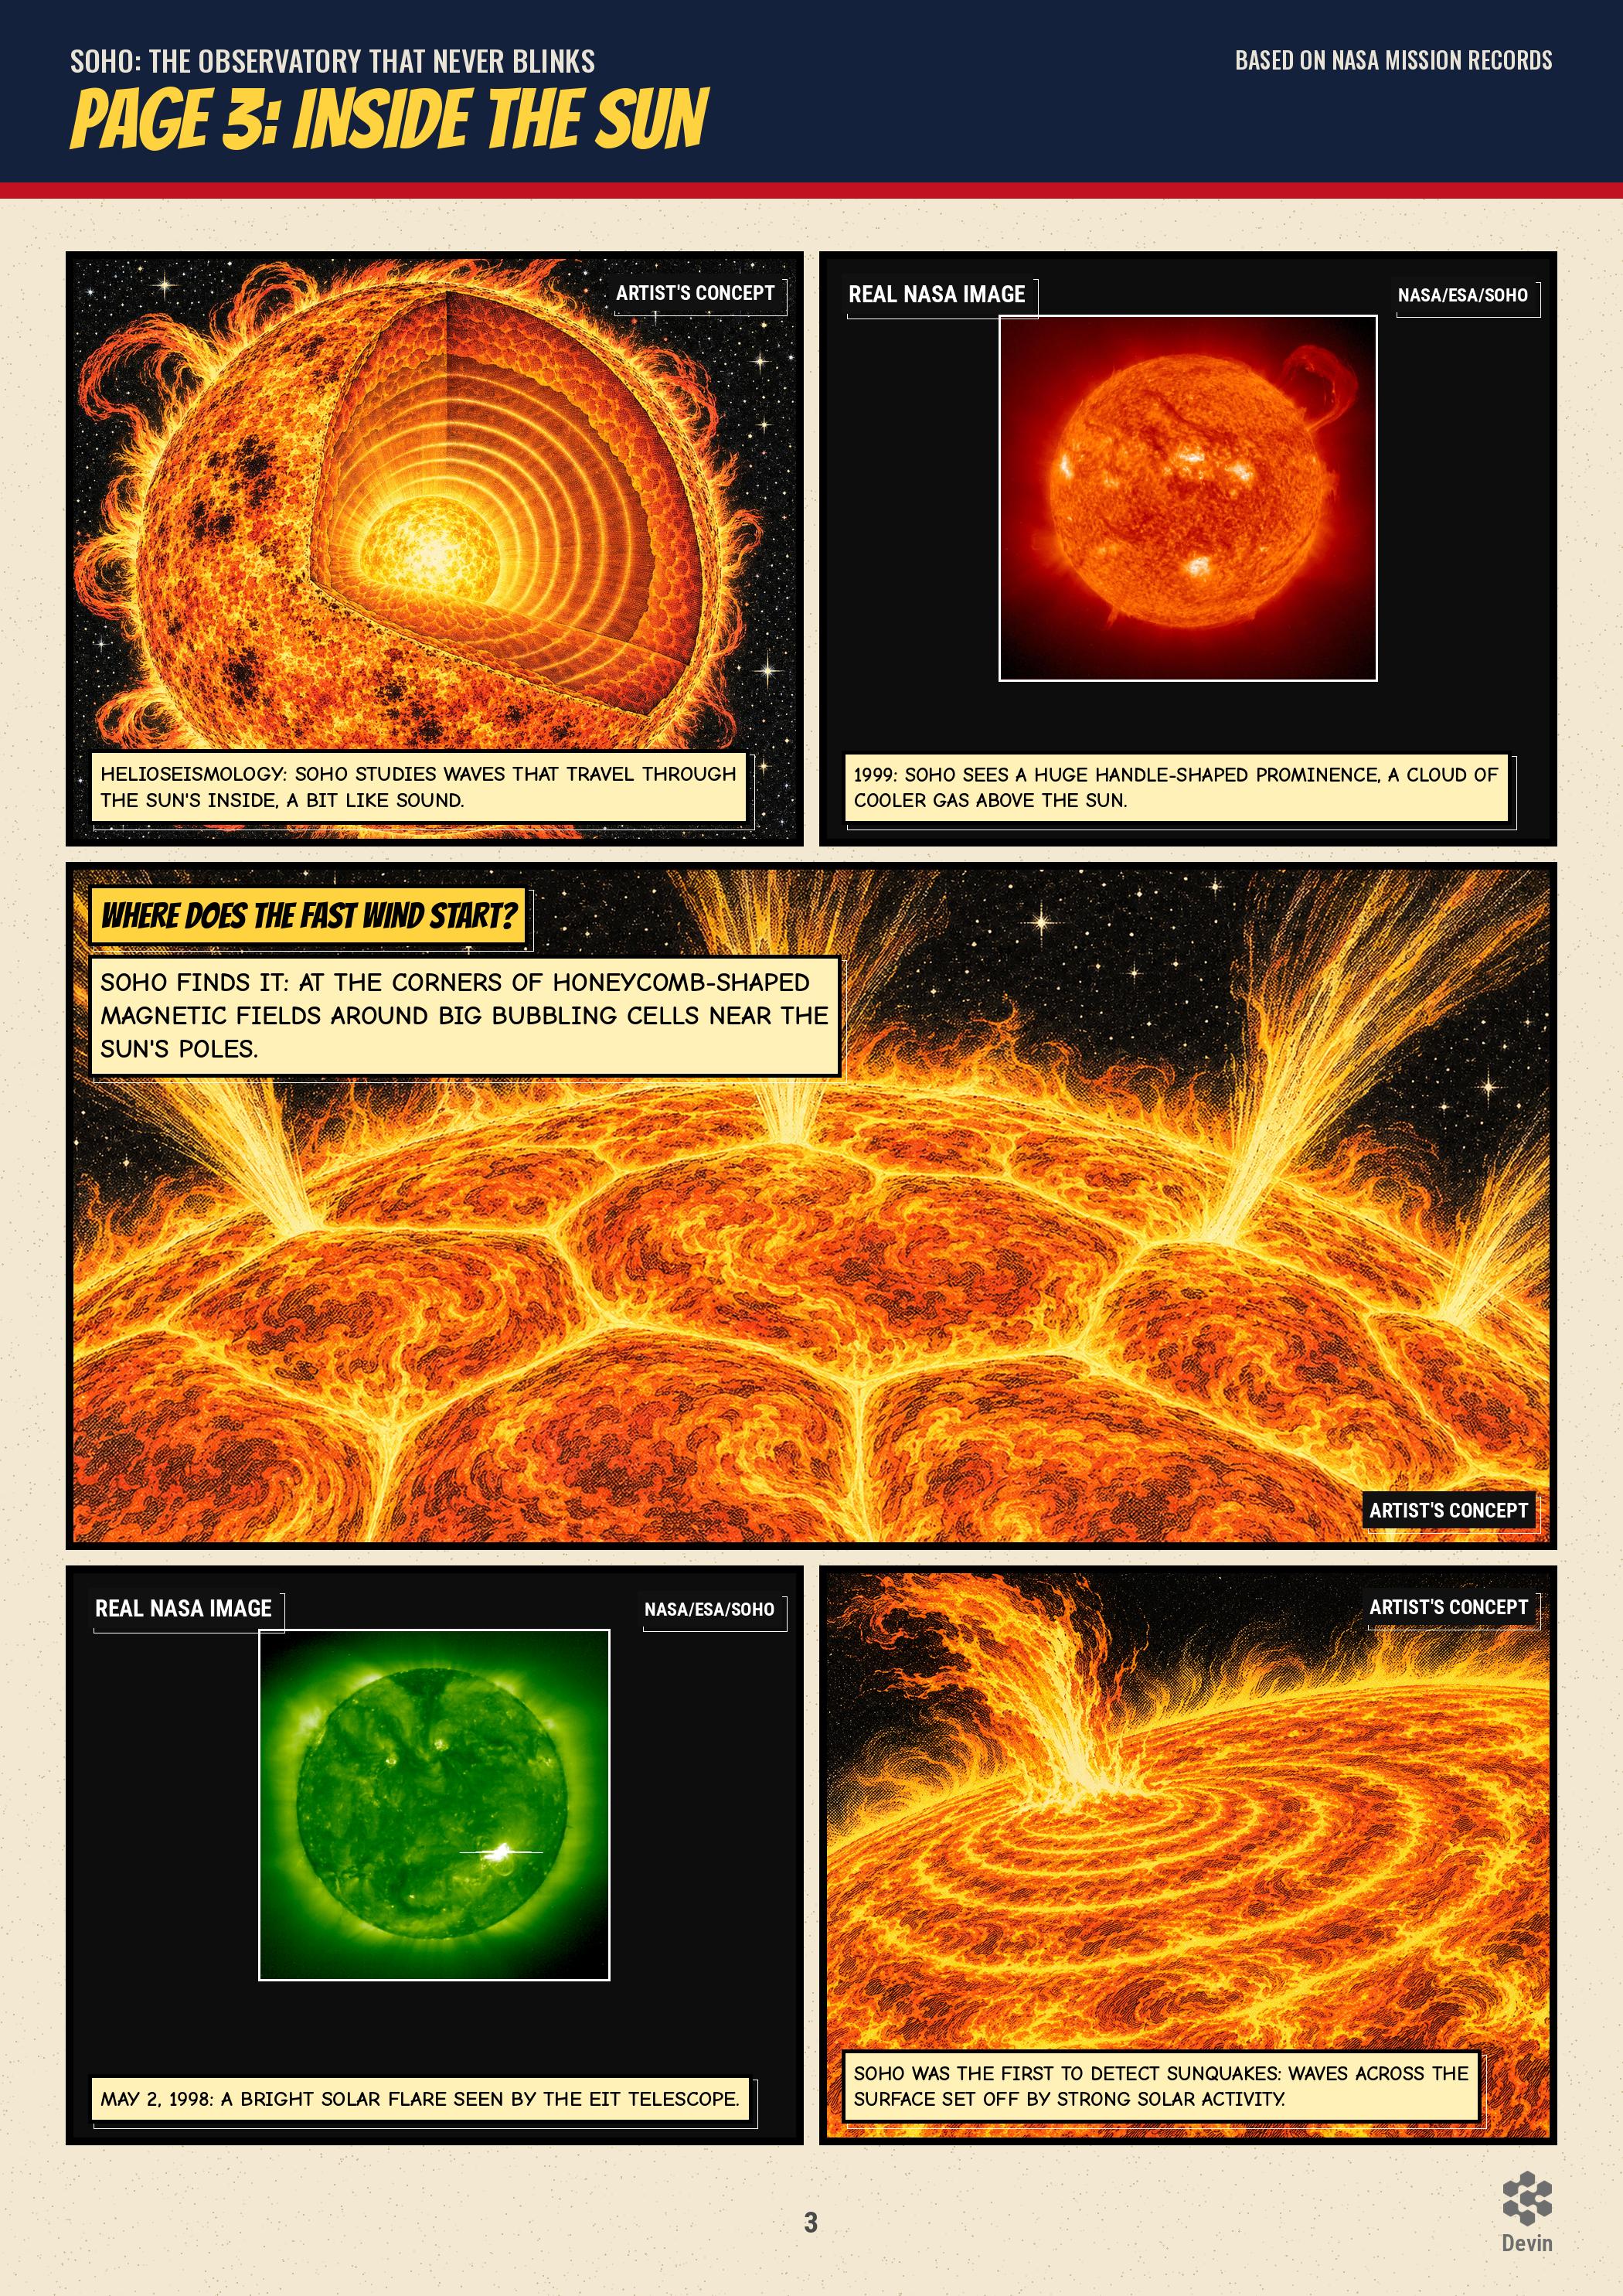 SOHO: THE OBSERVATORY THAT NEVER BLINKS
BASED ON NASA MISSION RECORDS
PAGE 3: INSIDE THE SUN
ARTIST'S CONCEPT
HELIOSEISMOLOGY: SOHO STUDIES WAVES THAT TRAVEL THROUGH
THE SUN'S INSIDE, A BIT LIKE SOUND.
REAL NASA IMAGE
NASA/ESA/SOHO
1999: SOHO SEES A HUGE HANDLE-SHAPED PROMINENCE, A CLOUD OF
COOLER GAS ABOVE THE SUN.
WHERE DOES THE FAST WIND START?
SOHO FINDS IT: AT THE CORNERS OF HONEYCOMB-SHAPED
MAGNETIC FIELDS AROUND BIG BUBBLING CELLS NEAR THE
SUN'S POLES.
ARTIST'S CONCEPT
REAL NASA IMAGE
NASA/ESA/SOHO
MAY 2, 1998: A BRIGHT SOLAR FLARE SEEN BY THE EIT TELESCOPE.
ARTIST'S CONCEPT
SOHO WAS THE FIRST TO DETECT SUNQUAKES: WAVES ACROSS THE
SURFACE SET OFF BY STRONG SOLAR ACTIVITY.
3
Devin